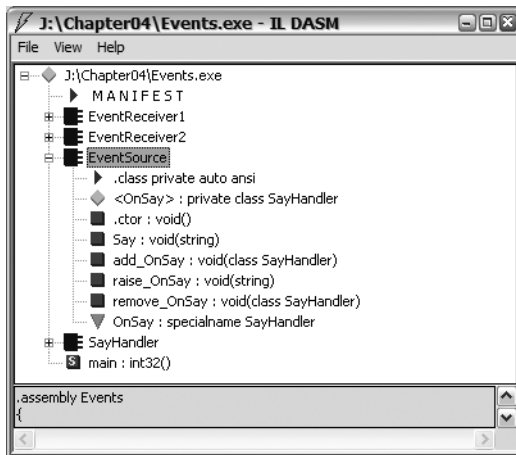 J:\Chapter04\Events.exe - IL DASM
File View Help
J:\Chapter04\Events.exe
MANIFEST
EventReceiver1
EventReceiver2
EventSource
.class private auto ansi
<OnSay> : private class SayHandler
.ctor : void()
Say : void(string)
add_OnSay : void(class SayHandler)
raise_OnSay : void(string)
remove_OnSay : void(class SayHandler)
OnSay : specialname SayHandler
SayHandler
S main : int32()
.assembly Events
{